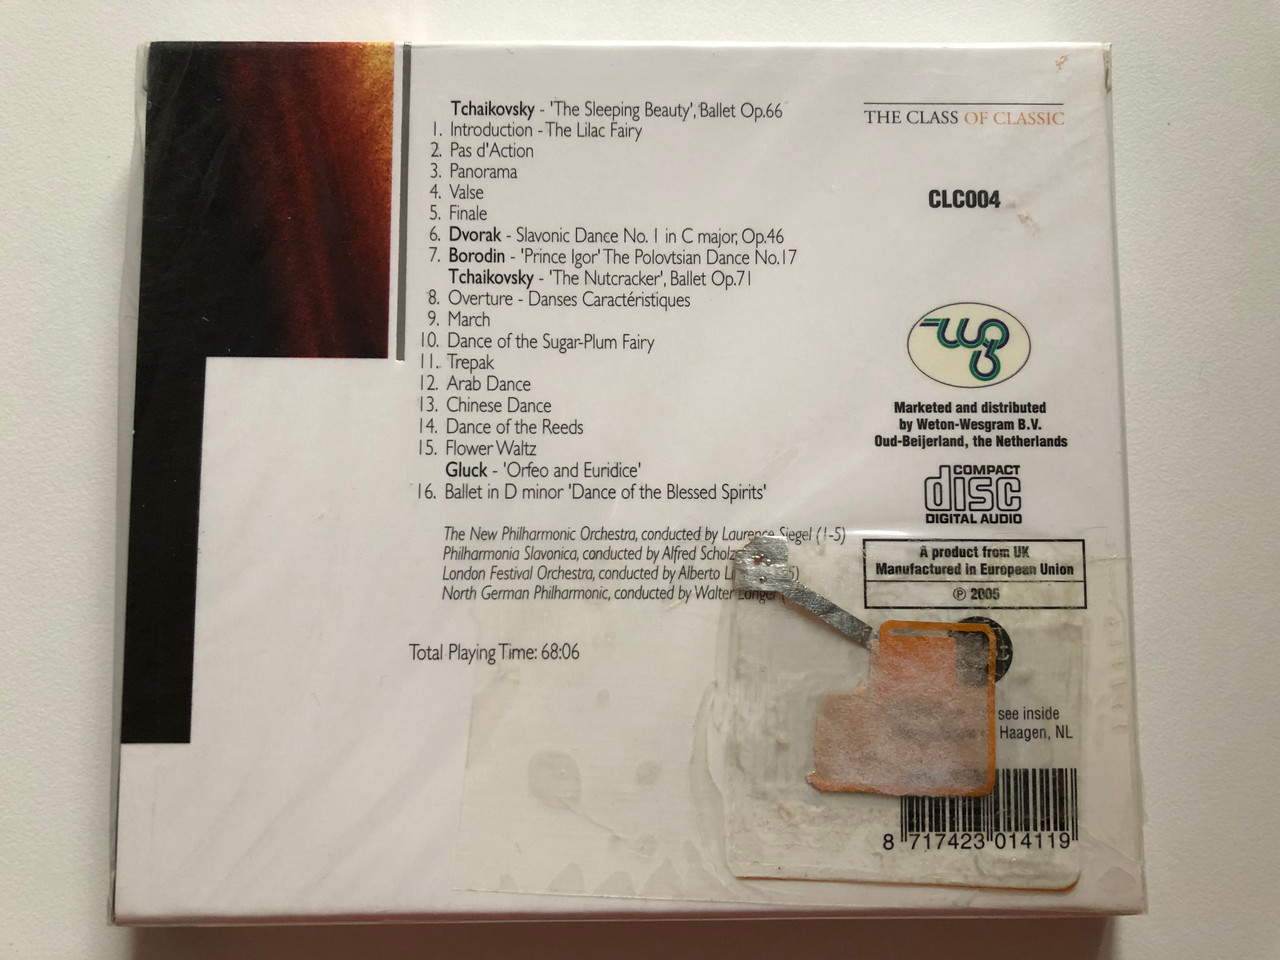 Tchaikovsky - 'The Sleeping Beauty', Ballet Op.66
1. Introduction - The Lilac Fairy
2. Pas d'Action
3. Panorama
4. Valse
5. Finale
6. Dvorak - Slavonic Dance No. 1 in C major, Op.46
7. Borodin - 'Prince Igor' The Polovtsian Dance No.17
Tchaikovsky - 'The Nutcracker', Ballet Op.71
8. Overture - Danses Caractéristiques
9. March
10. Dance of the Sugar-Plum Fairy
11. Trepak
12. Arab Dance
13. Chinese Dance
14. Dance of the Reeds
15. Flower Waltz
Gluck - 'Orfeo and Euridice'
16. Ballet in D minor 'Dance of the Blessed Spirits'
The New Philharmonic Orchestra, conducted by Laurence Siegel (1-5)
Philharmonia Slavonica, conducted by Alfred Scholz
London Festival Orchestra, conducted by Alberto
North German Philharmonic, conducted by Walter Langer
Total Playing Time: 68:06
THE CLASS OF CLASSIC
CLC004
Marketed and distributed
by Weton-Wesgram B.V.
Oud-Beijerland, the Netherlands
COMPACT
disc
DIGITAL AUDIO
A product from UK
Manufactured in European Union
℗ 2005
see inside
Haagen, NL
8 717423 014119